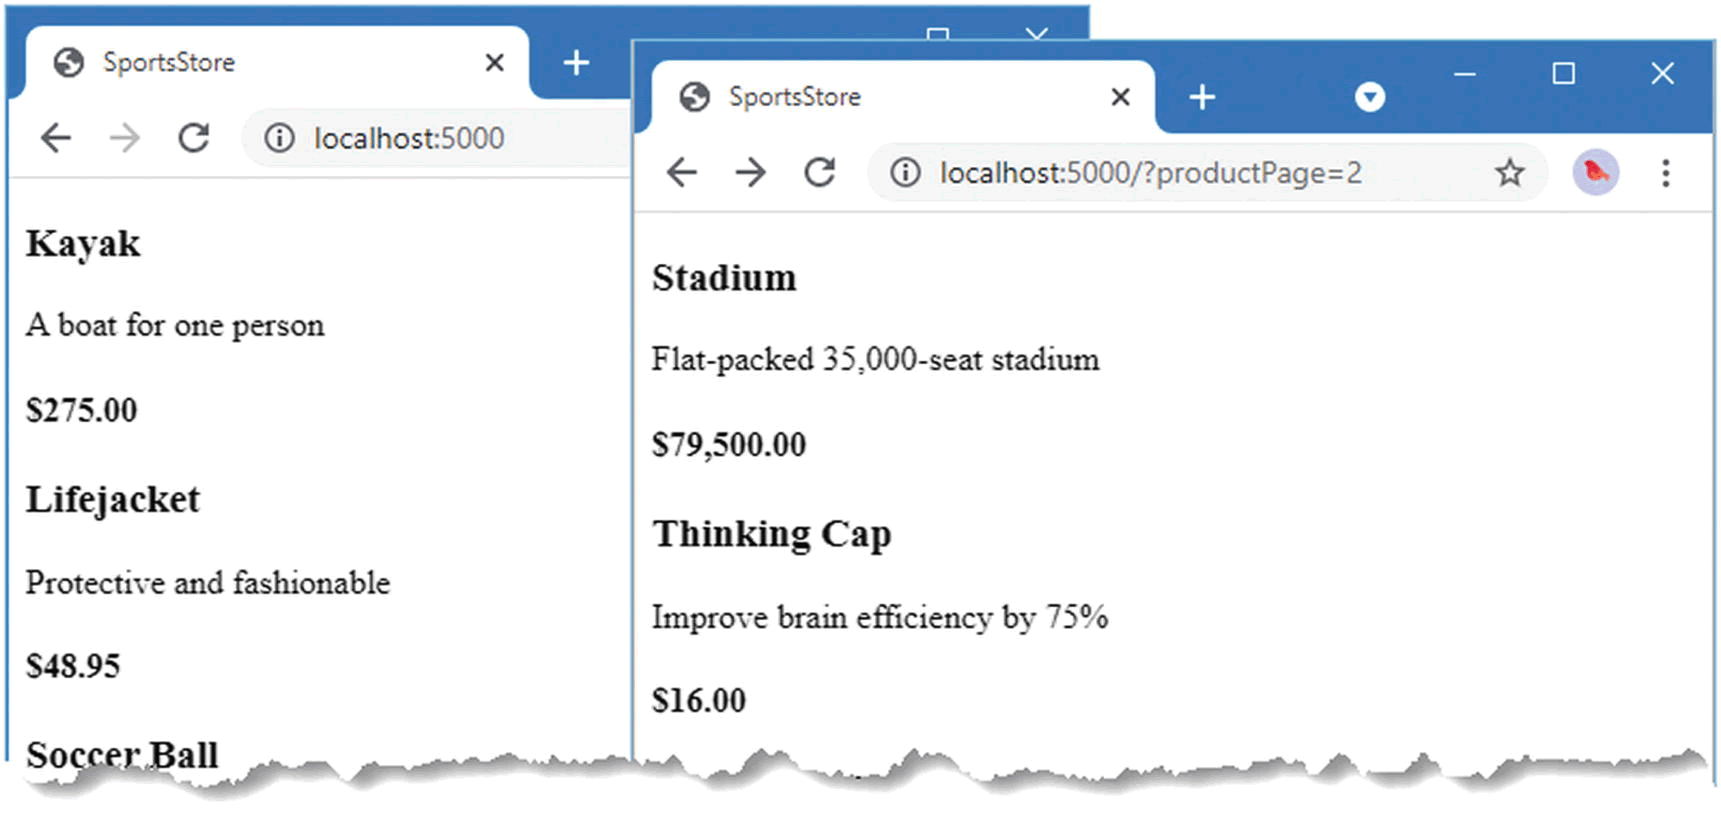 SportsStore
localhost:5000
Kayak
A boat for one person
$275.00
Lifejacket
Protective and fashionable
$48.95
Soccer Ball
SportsStore
localhost:5000/?productPage=2
Stadium
Flat-packed 35,000-seat stadium
$79,500.00
Thinking Cap
Improve brain efficiency by 75%
$16.00